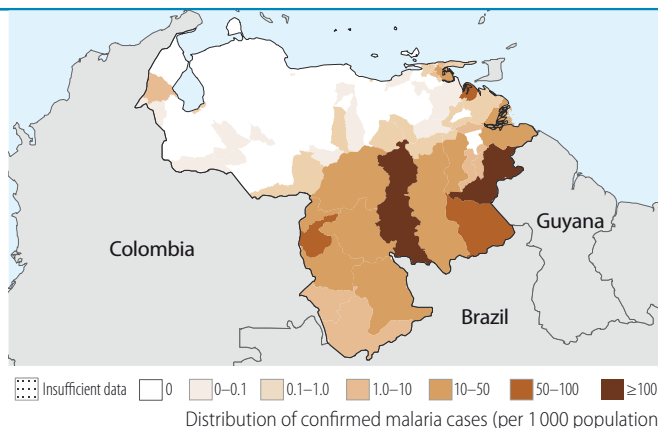 Guyana
Colombia
Brazil
Insufficient data 0 0–0.1 0.1–1.0 1.0–10 10–50 50–100 ≥100
Distribution of confirmed malaria cases (per 1 000 population